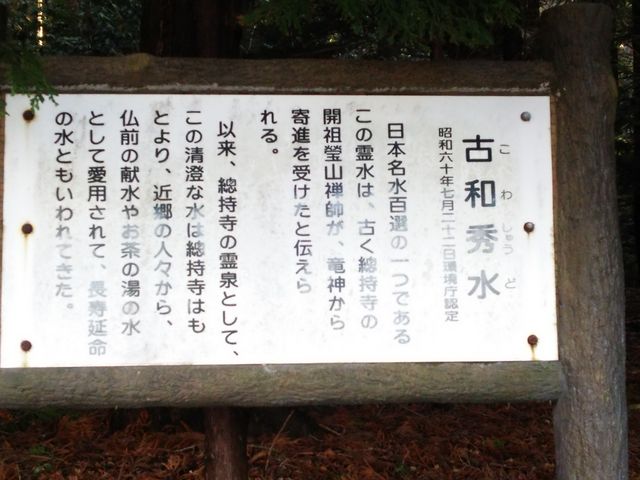 古和秀水
こわしゅうど
昭和六十年七月二十二日環境庁認定
日本名水百選の一つである
この霊水は、古く總持寺の
開祖瑩山禅師が、竜神から
寄進を受けたと伝えら
れる。
以来、總持寺の霊泉として、
この清澄な水は總持寺はも
とより、近郷の人々から、
仏前の献水やお茶の湯の水
として愛用されて、長寿延命
の水ともいわれてきた。